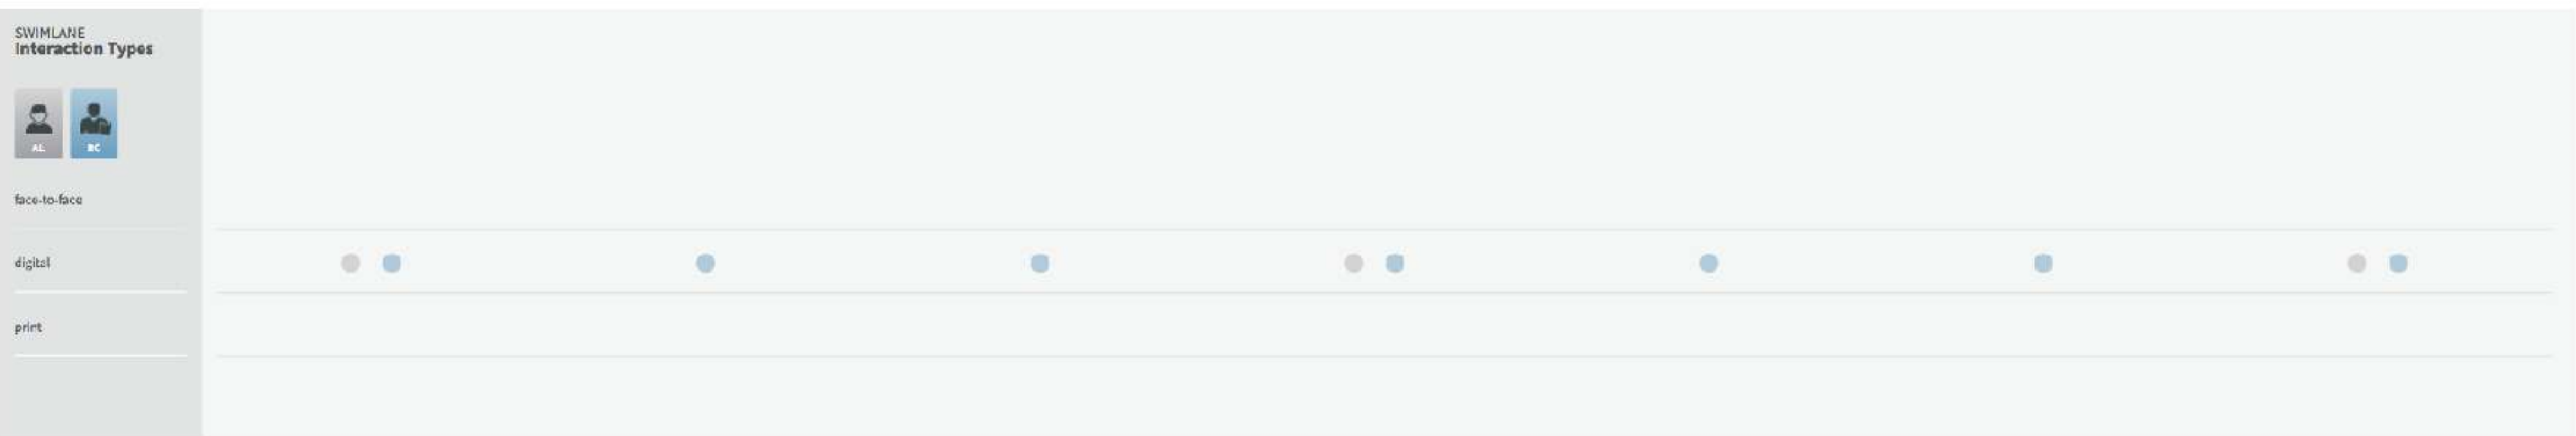 SWIMLANE
Interaction Types
AL
BC
face-to-face
digital
print